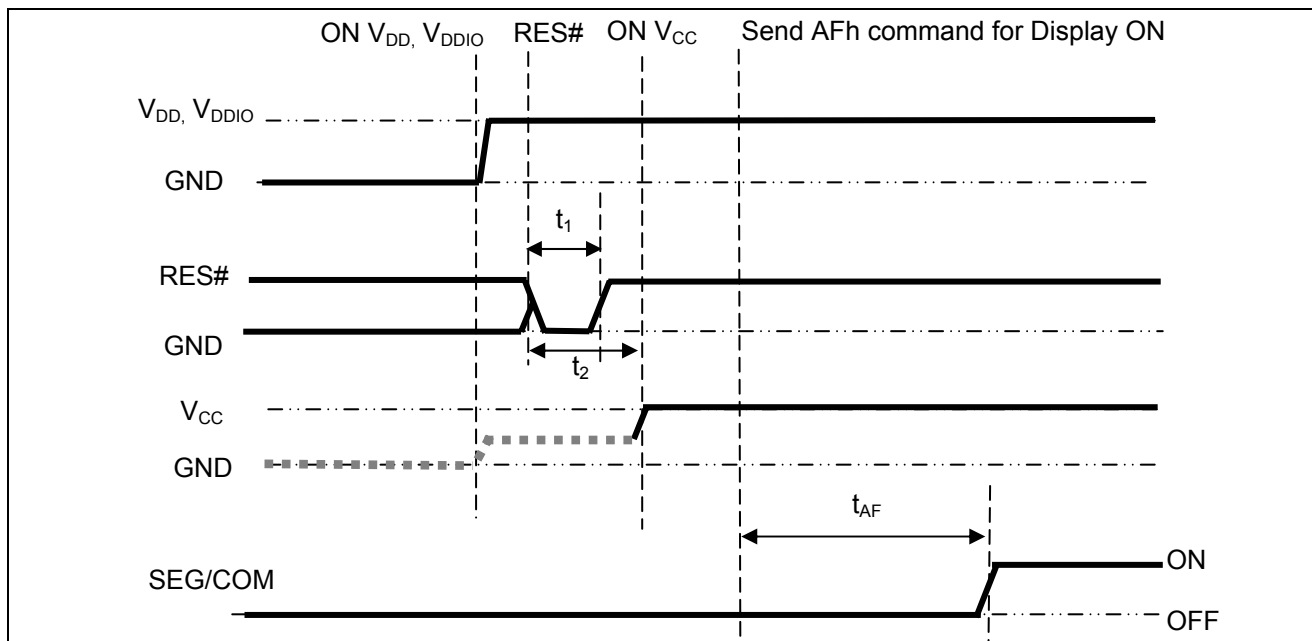 ON VDD, VDDIO RES# ON VCC Send AFh command for Display ON
VDD, VDDIO
GND
t1
RES#
GND
t2
VCC
GND
tAF
ON
SEG/COM
OFF